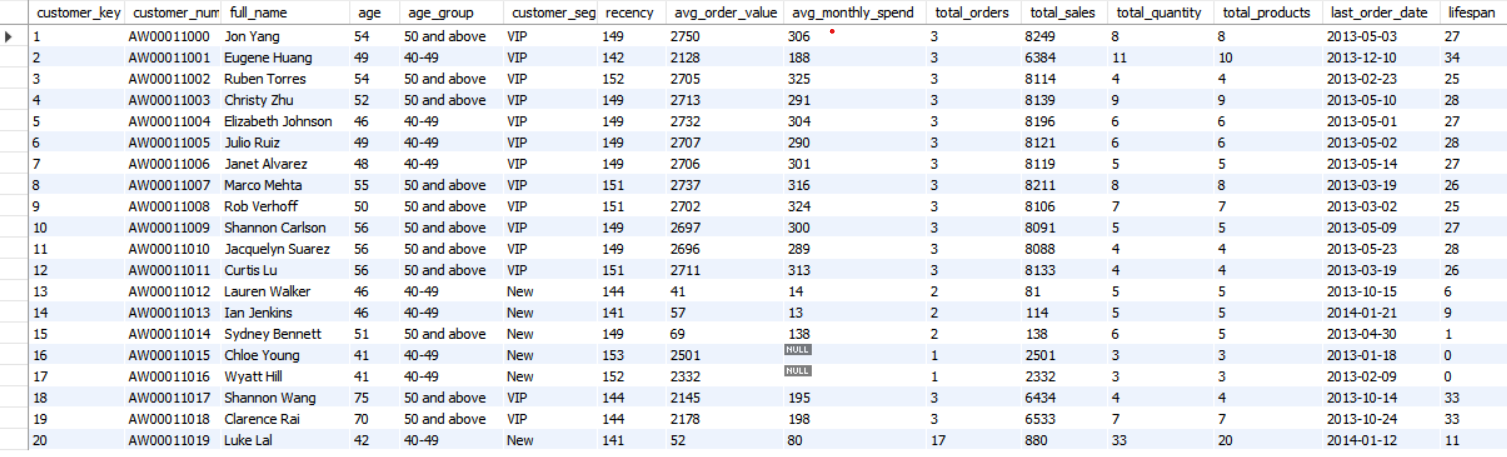 customer_key customer_num full_name age age_group customer_seg recency avg_order_value avg_monthly_spend total_orders total_sales total_quantity total_products last_order_date lifespan
1 AW00011000 Jon Yang 54 50 and above VIP 149 2750 306 3 8249 8 8 2013-05-03 27
2 AW00011001 Eugene Huang 49 40-49 VIP 142 2128 188 3 6384 11 10 2013-12-10 34
3 AW00011002 Ruben Torres 54 50 and above VIP 152 2705 325 3 8114 4 4 2013-02-23 25
4 AW00011003 Christy Zhu 52 50 and above VIP 149 2713 291 3 8139 9 9 2013-05-10 28
5 AW00011004 Elizabeth Johnson 46 40-49 VIP 149 2732 304 3 8196 6 6 2013-05-01 27
6 AW00011005 Julio Ruiz 49 40-49 VIP 149 2707 290 3 8121 6 6 2013-05-02 28
7 AW00011006 Janet Alvarez 48 40-49 VIP 149 2706 301 3 8119 5 5 2013-05-14 27
8 AW00011007 Marco Mehta 55 50 and above VIP 151 2737 316 3 8211 8 8 2013-03-19 26
9 AW00011008 Rob Verhoff 50 50 and above VIP 151 2702 324 3 8106 7 7 2013-03-02 25
10 AW00011009 Shannon Carlson 56 50 and above VIP 149 2697 300 3 8091 5 5 2013-05-09 27
11 AW00011010 Jacquelyn Suarez 56 50 and above VIP 149 2696 289 3 8088 4 4 2013-05-23 28
12 AW00011011 Curtis Lu 56 50 and above VIP 151 2711 313 3 8133 4 4 2013-03-19 26
13 AW00011012 Lauren Walker 46 40-49 New 144 41 14 2 81 5 5 2013-10-15 6
14 AW00011013 Ian Jenkins 46 40-49 New 141 57 13 2 114 5 5 2014-01-21 9
15 AW00011014 Sydney Bennett 51 50 and above New 149 69 138 2 138 6 5 2013-04-30 1
16 AW00011015 Chloe Young 41 40-49 New 153 2501 NULL 1 2501 3 3 2013-01-18 0
17 AW00011016 Wyatt Hill 41 40-49 New 152 2332 NULL 1 2332 3 3 2013-02-09 0
18 AW00011017 Shannon Wang 75 50 and above VIP 144 2145 195 3 6434 4 4 2013-10-14 33
19 AW00011018 Clarence Rai 70 50 and above VIP 144 2178 198 3 6533 7 7 2013-10-24 33
20 AW00011019 Luke Lal 42 40-49 New 141 52 80 17 880 33 20 2014-01-12 11